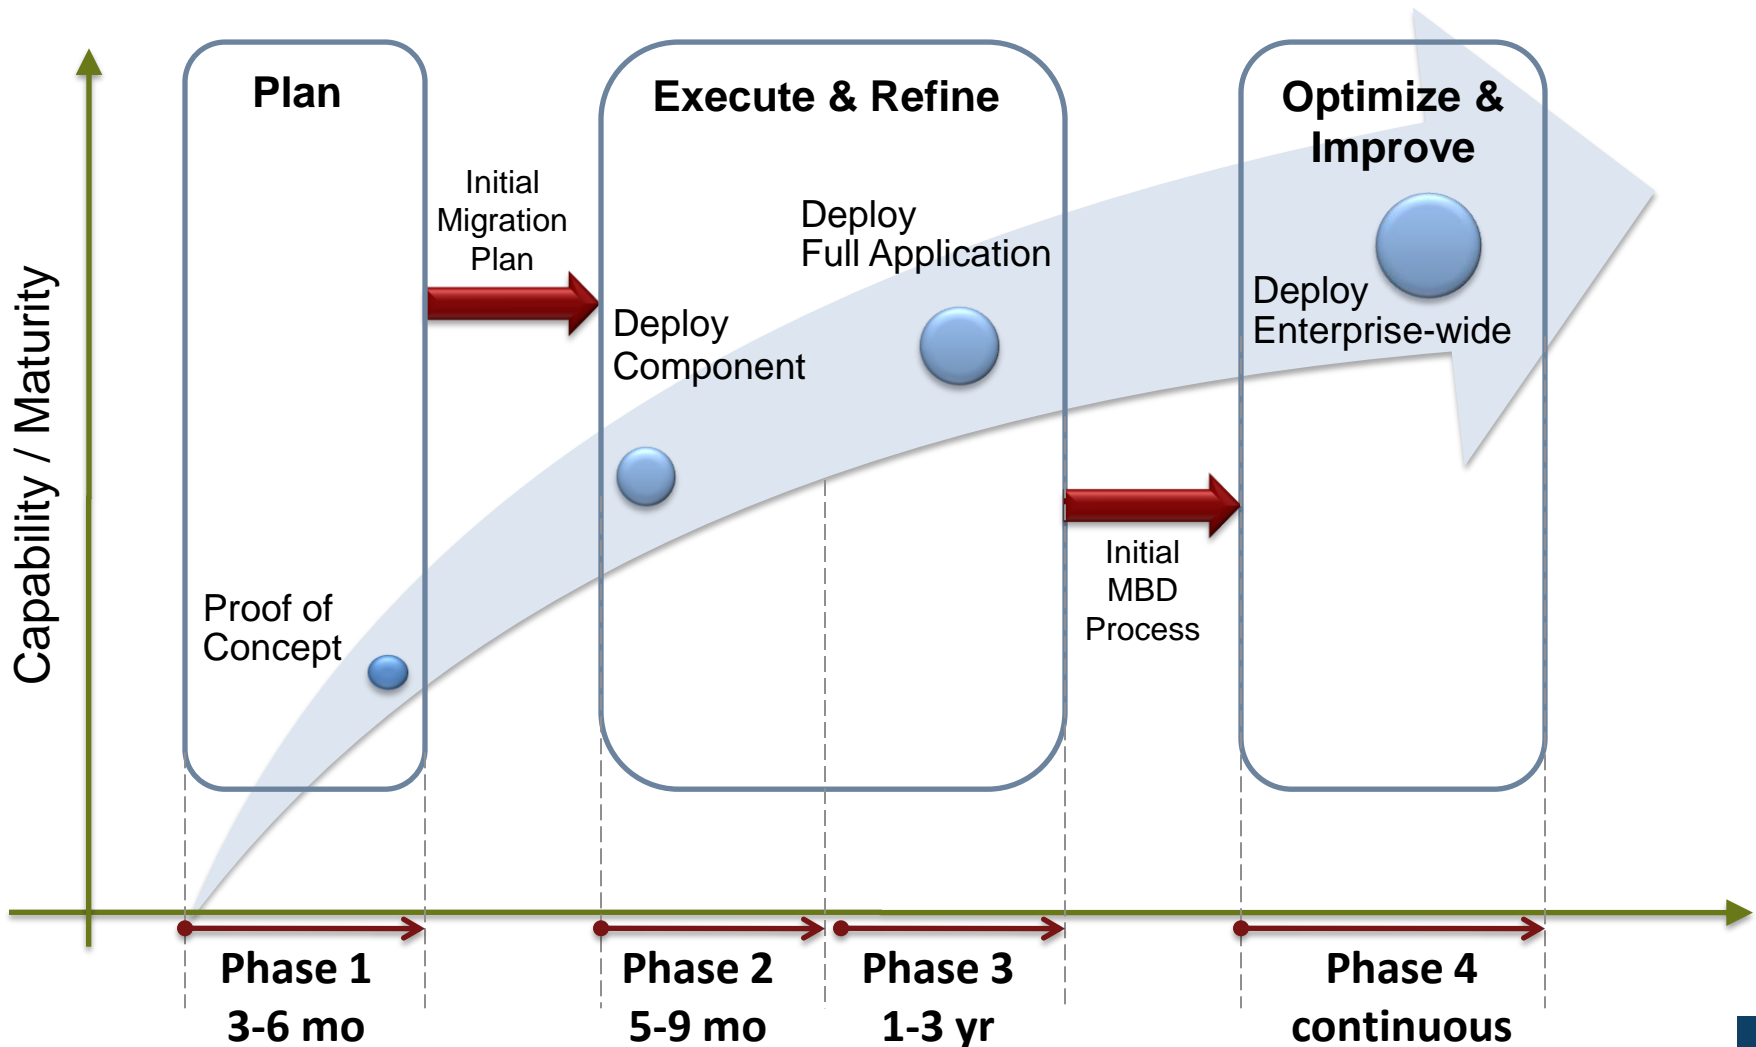 Plan
Execute & Refine
Optimize &
Improve
Initial
Migration
Plan
Deploy
Full Application
Deploy
Component
Deploy
Enterprise-wide
Capability / Maturity
Proof of
Concept
Initial
MBD
Process
Phase 1
3-6 mo
Phase 2
5-9 mo
Phase 3
1-3 yr
Phase 4
continuous